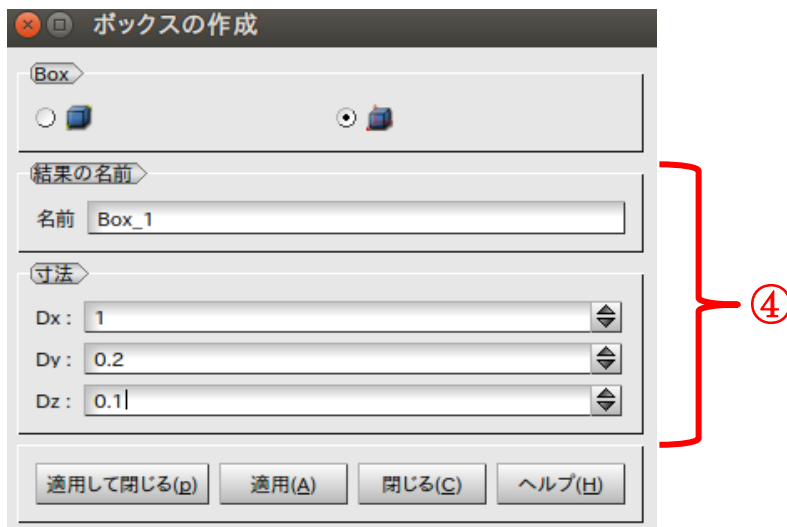 ボックスの作成
Box
結果の名前
名前 Box_1
④
寸法
Dx : 1
Dy : 0.2
Dz : 0.1
適用して閉じる(p) 適用(A) 閉じる(C) ヘルプ(H)